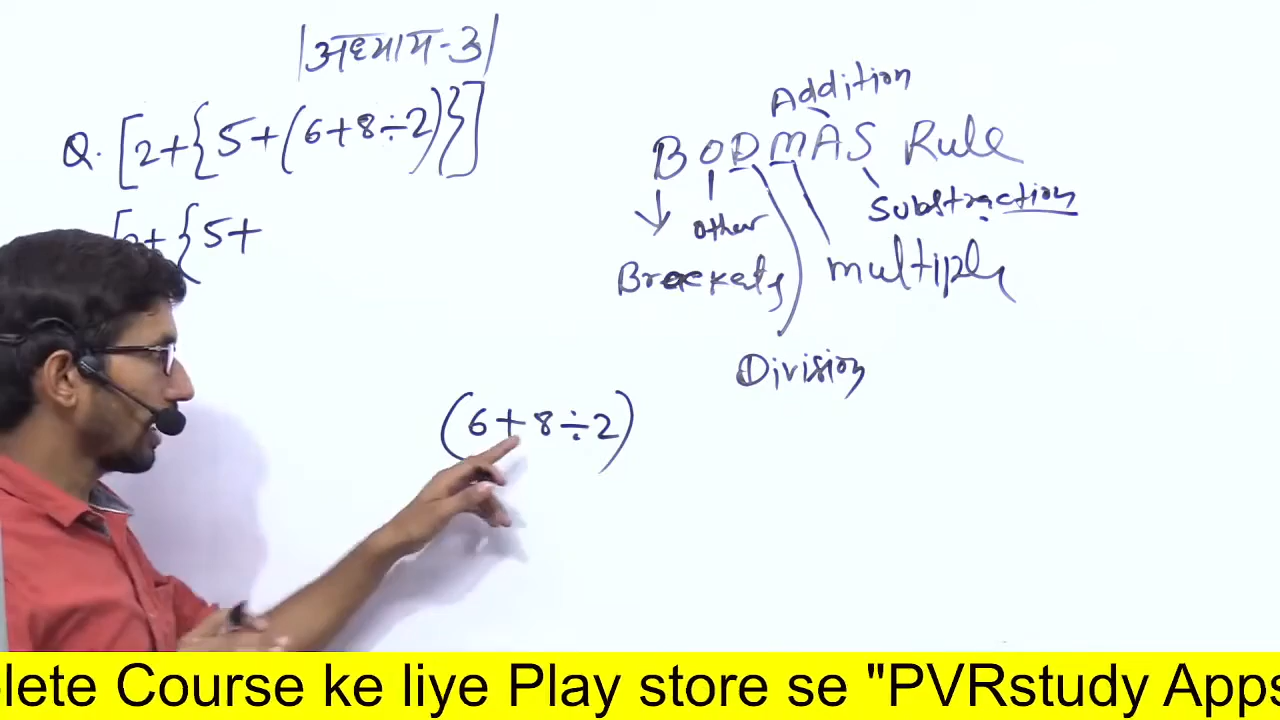 |अध्याय-3|
Q. [2+{5+(6+8÷2)}]
[2+{5+
(6+8÷2)
Addition
BODMAS Rule
Other
Substraction
Brackets
multiply
Division
lete Course ke liye Play store se "PVRstudy Apps